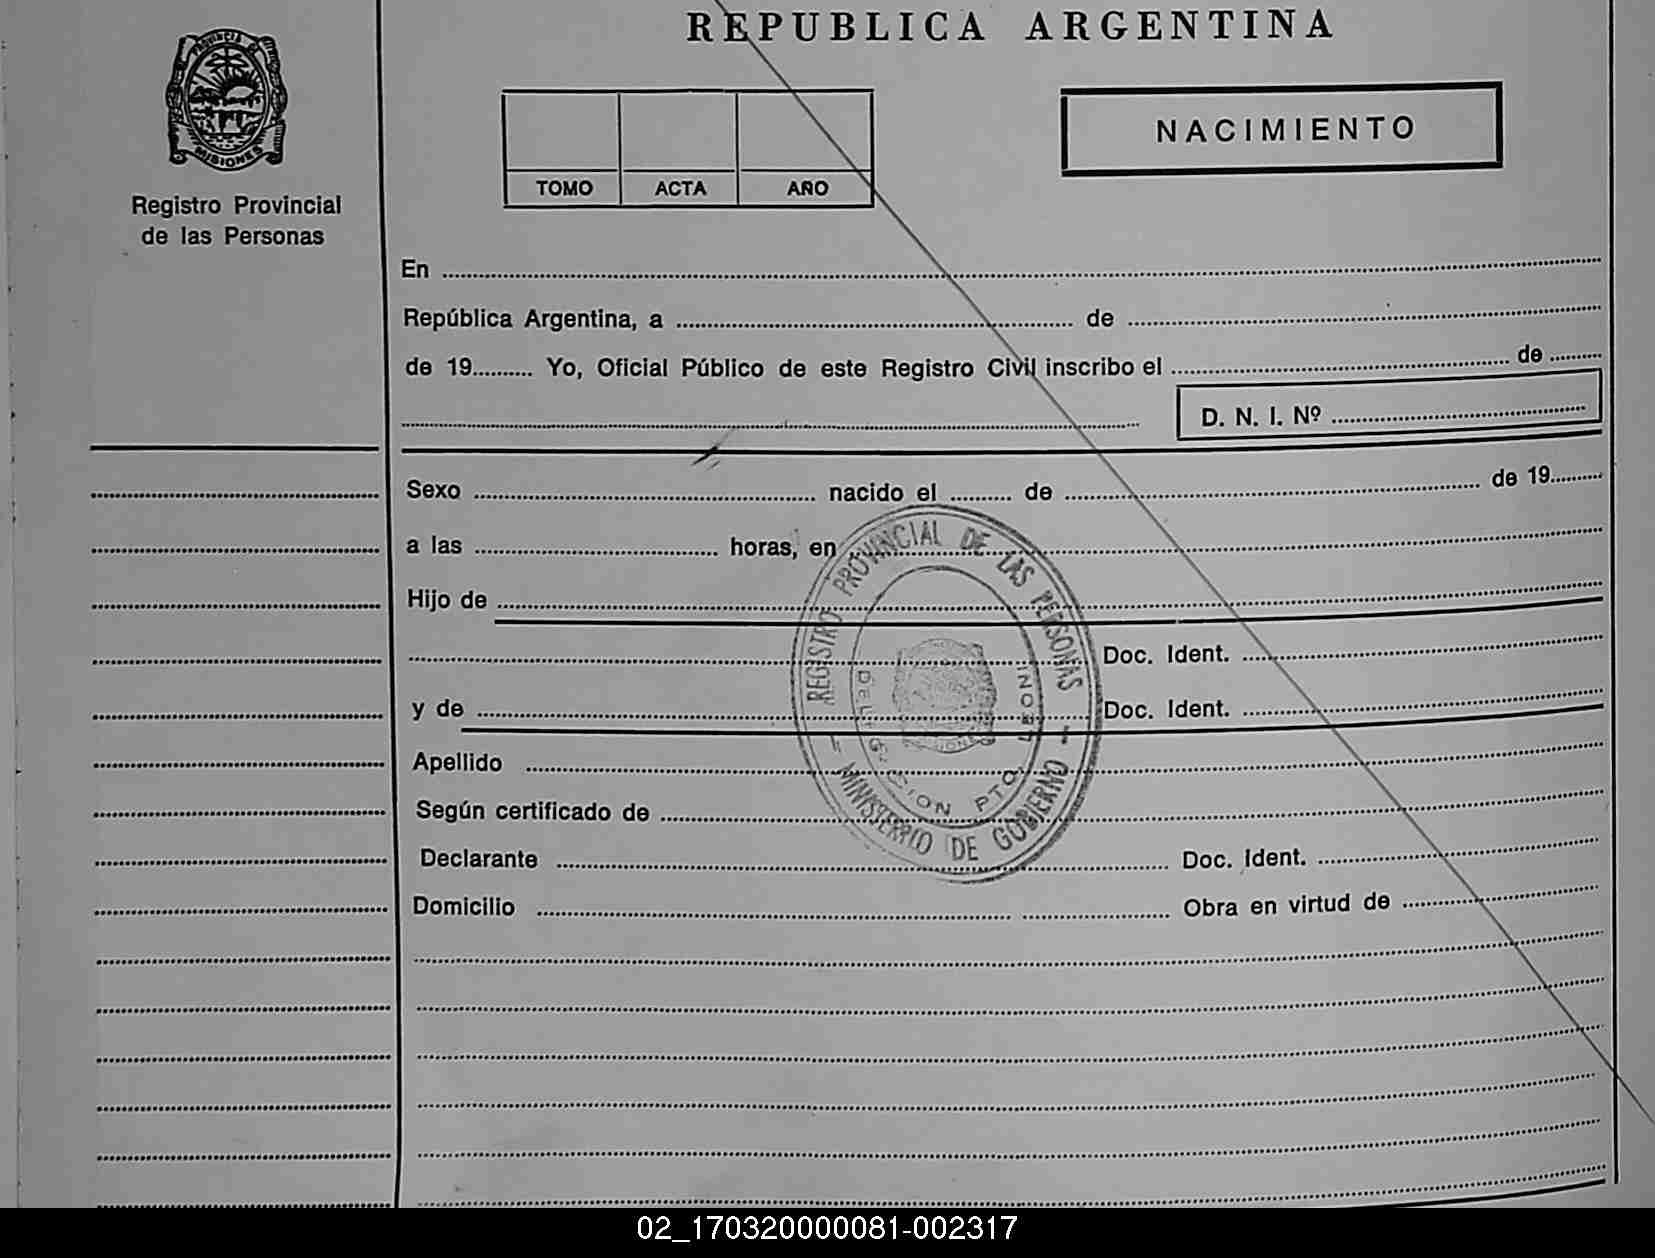 REPUBLICA ARGENTINA
PROVINCIA DE
MISIONES
Registro Provincial
de las Personas
TOMO ACTA AÑO
NACIMIENTO
En
República Argentina, a de
de 19 Yo, Oficial Público de este Registro Civil inscribo el de
D. N. I. Nº
Sexo nacido el de de 19
a las horas, en
Hijo de
Doc. Ident.
y de Doc. Ident.
Apellido
Según certificado de
Declarante Doc. Ident.
Domicilio Obra en virtud de
REGISTRO PROVINCIAL DE LAS PERSONAS
MINISTERIO DE GOBIERNO
PTO.
02_170320000081-002317